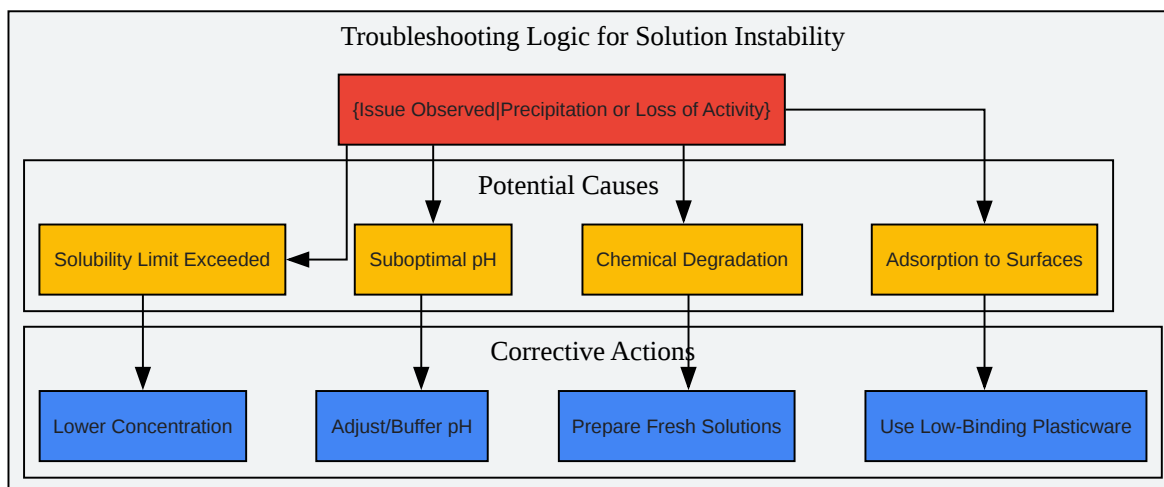 Troubleshooting Logic for Solution Instability
{Issue Observed|Precipitation or Loss of Activity}
Potential Causes
Solubility Limit Exceeded
Suboptimal pH
Chemical Degradation
Adsorption to Surfaces
Corrective Actions
Lower Concentration
Adjust/Buffer pH
Prepare Fresh Solutions
Use Low-Binding Plasticware